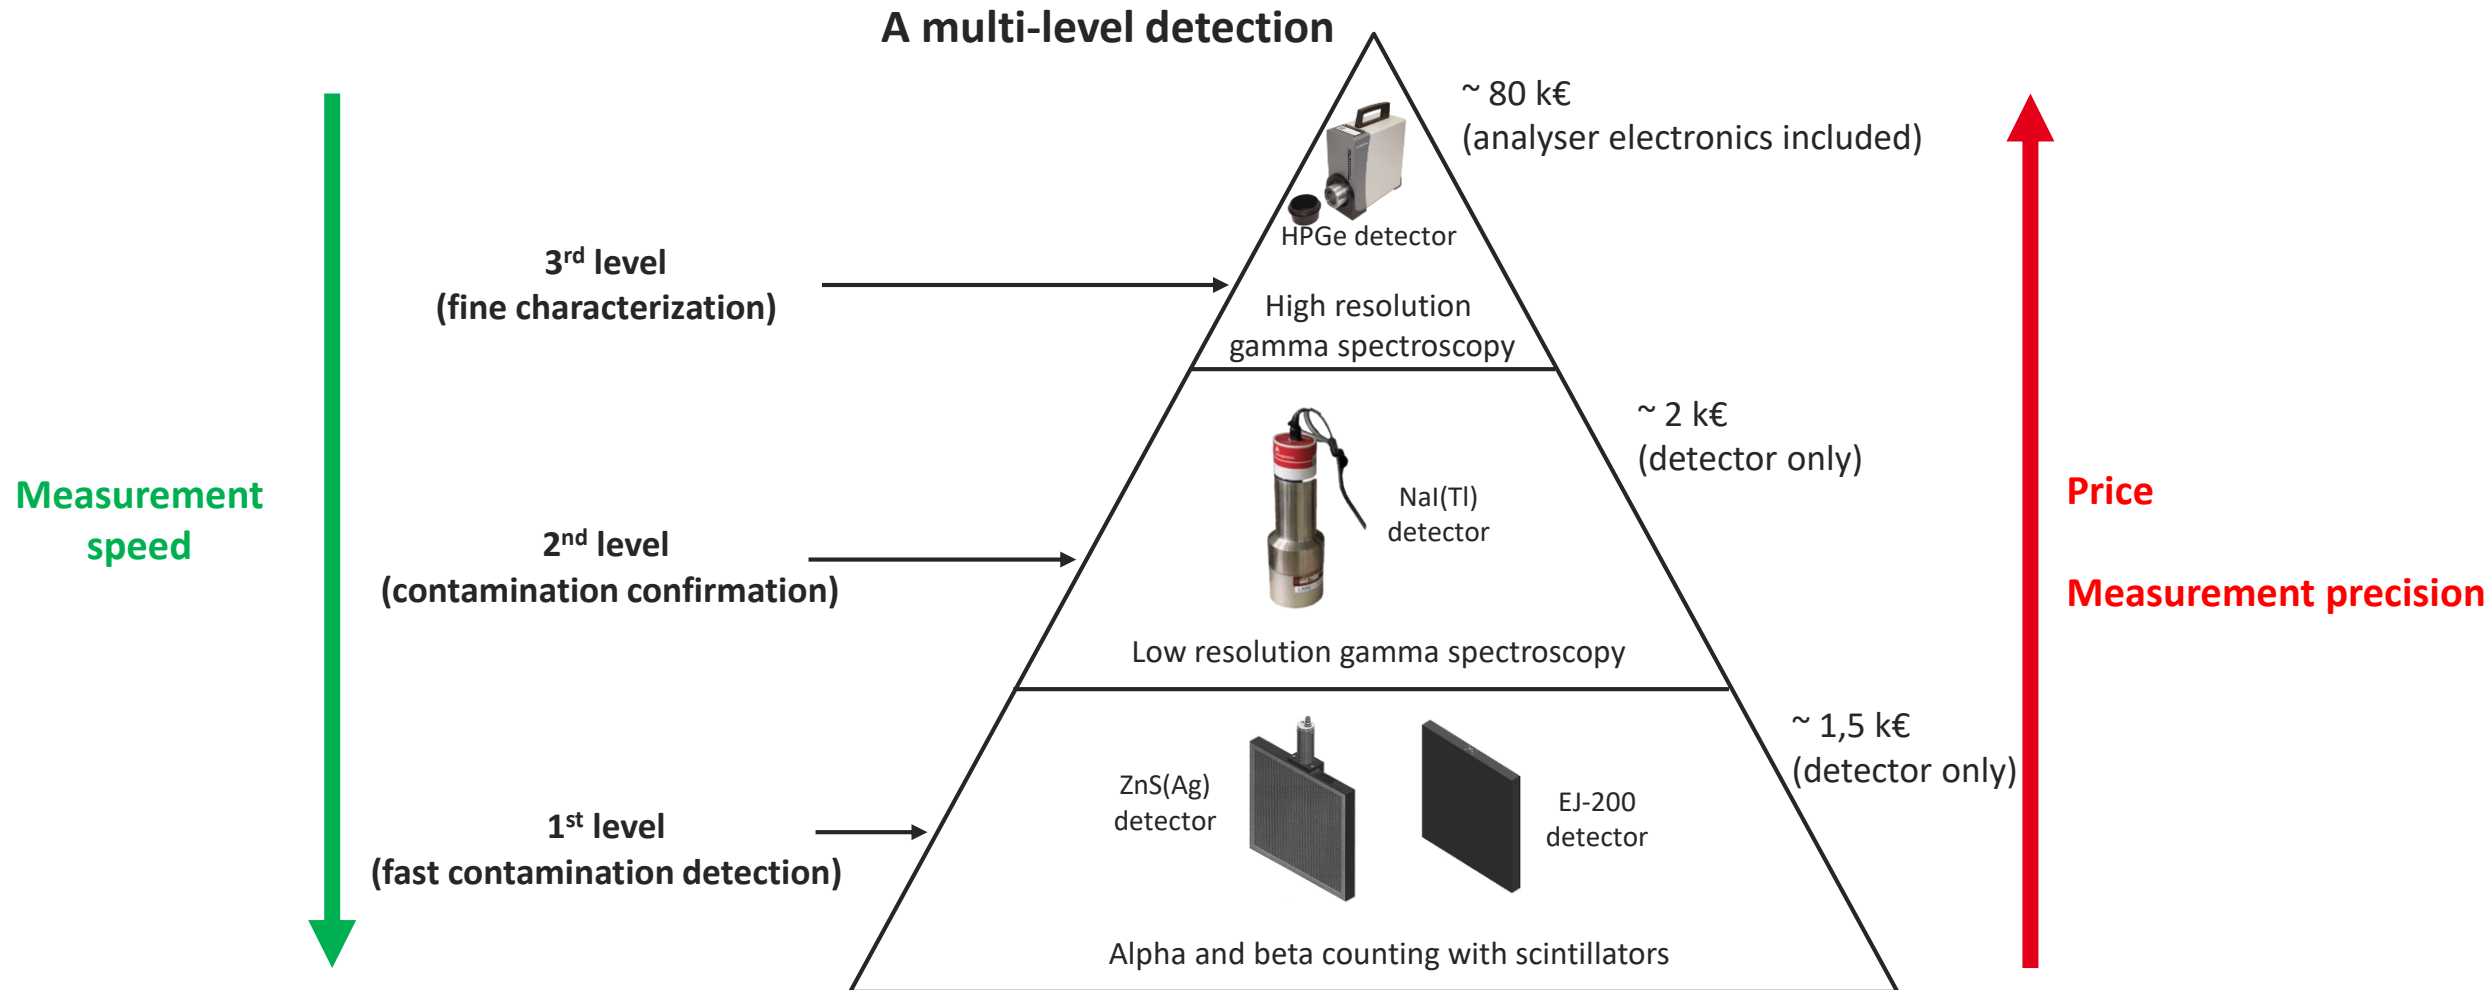 A multi-level detection
~ 80 k€
(analyser electronics included)
HPGe detector
3rd level
(fine characterization)
High resolution
gamma spectroscopy
~ 2 k€
(detector only)
NaI(Tl)
detector
Measurement
speed
Price
Measurement precision
2nd level
(contamination confirmation)
Low resolution gamma spectroscopy
~ 1,5 k€
(detector only)
ZnS(Ag)
detector
EJ-200
detector
1st level
(fast contamination detection)
Alpha and beta counting with scintillators